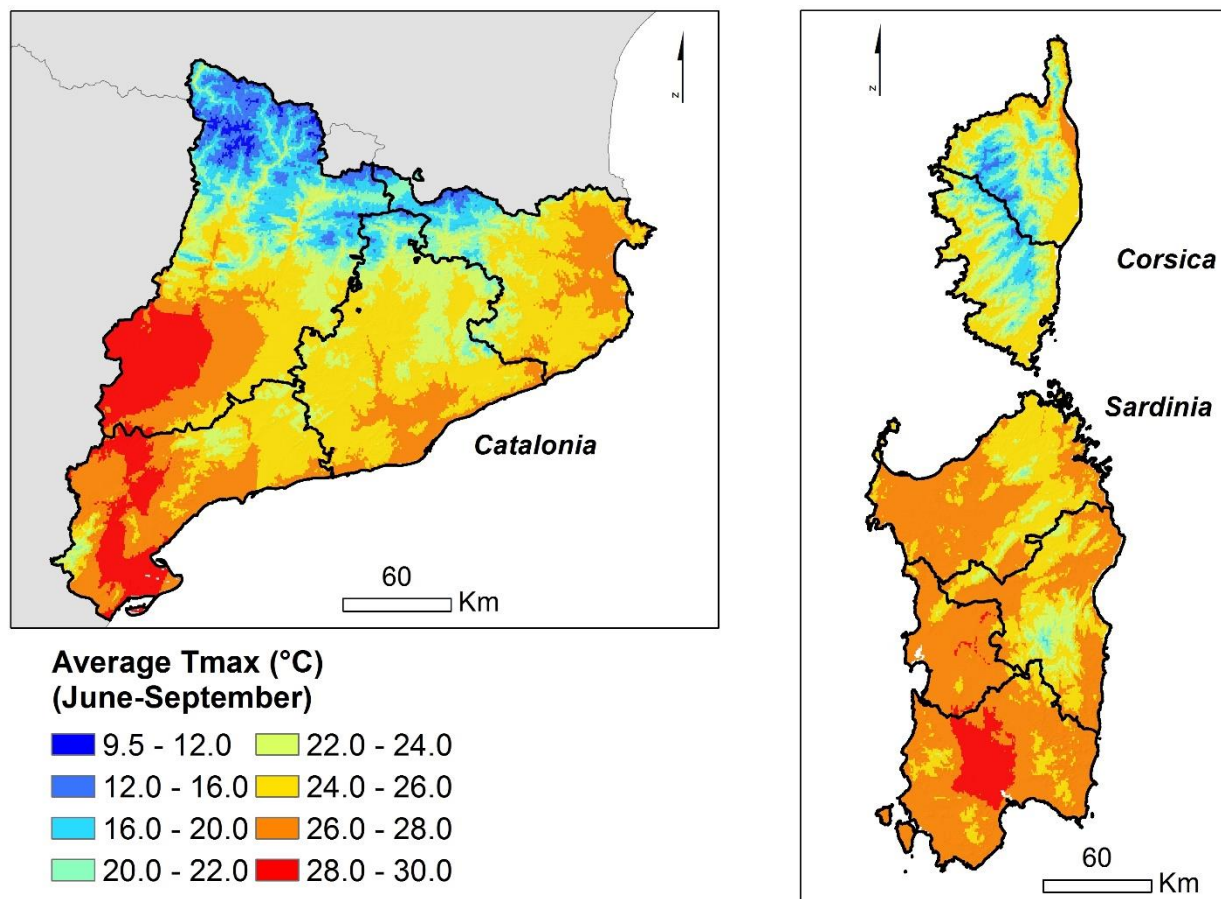 z
Catalonia
60
Km
z
Corsica
Sardinia
60
Km
Average Tmax (°C)
(June-September)
9.5 - 12.0
12.0 - 16.0
16.0 - 20.0
20.0 - 22.0
22.0 - 24.0
24.0 - 26.0
26.0 - 28.0
28.0 - 30.0